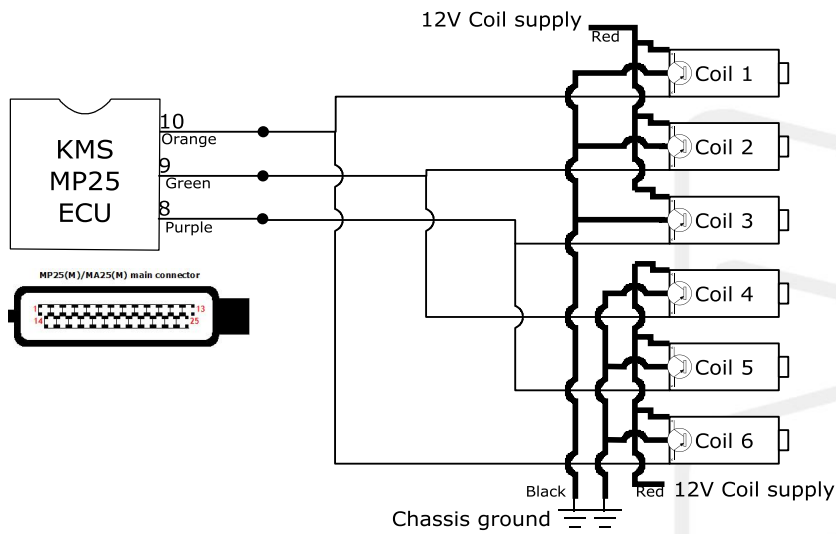 12V Coil supply
Red
Coil 1
10
Orange
KMS
MP25
ECU
Coil 2
9
Green
8
Purple
Coil 3
MP25(M)/MA25(M) main connector
1
13
14
25
Coil 4
Coil 5
Coil 6
Black
Red
12V Coil supply
Chassis ground